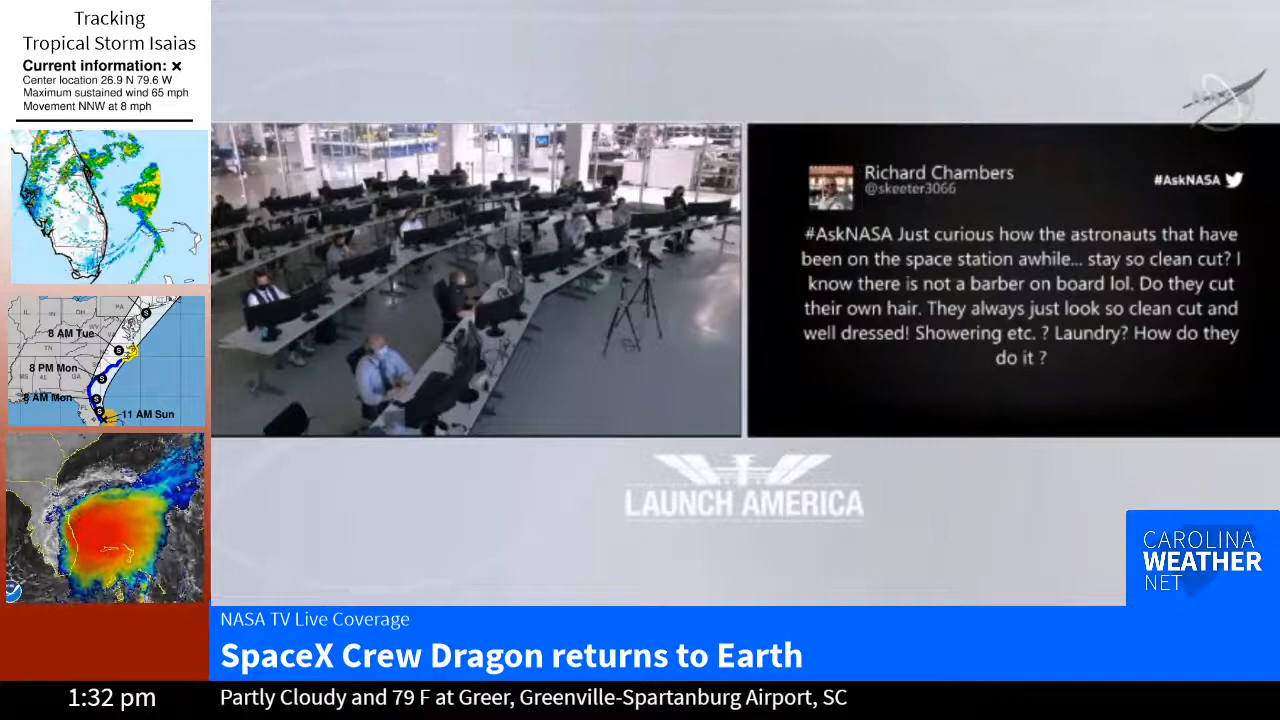 Tracking
Tropical Storm Isaias
Current information: ×
Center location 26.9 N 79.6 W
Maximum sustained wind 65 mph
Movement NNW at 8 mph
8 AM Tue
8 PM Mon
8 AM Mon
11 AM Sun
Richard Chambers
@skeeter3066
#AskNASA
#AskNASA Just curious how the astronauts that have
been on the space station awhile... stay so clean cut? I
know there is not a barber on board lol. Do they cut
their own hair. They always just look so clean cut and
well dressed! Showering etc. ? Laundry? How do they
do it ?
LAUNCH AMERICA
CAROLINA
WEATHER
NET
NASA TV Live Coverage
SpaceX Crew Dragon returns to Earth
1:32 pm
Partly Cloudy and 79 F at Greer, Greenville-Spartanburg Airport, SC